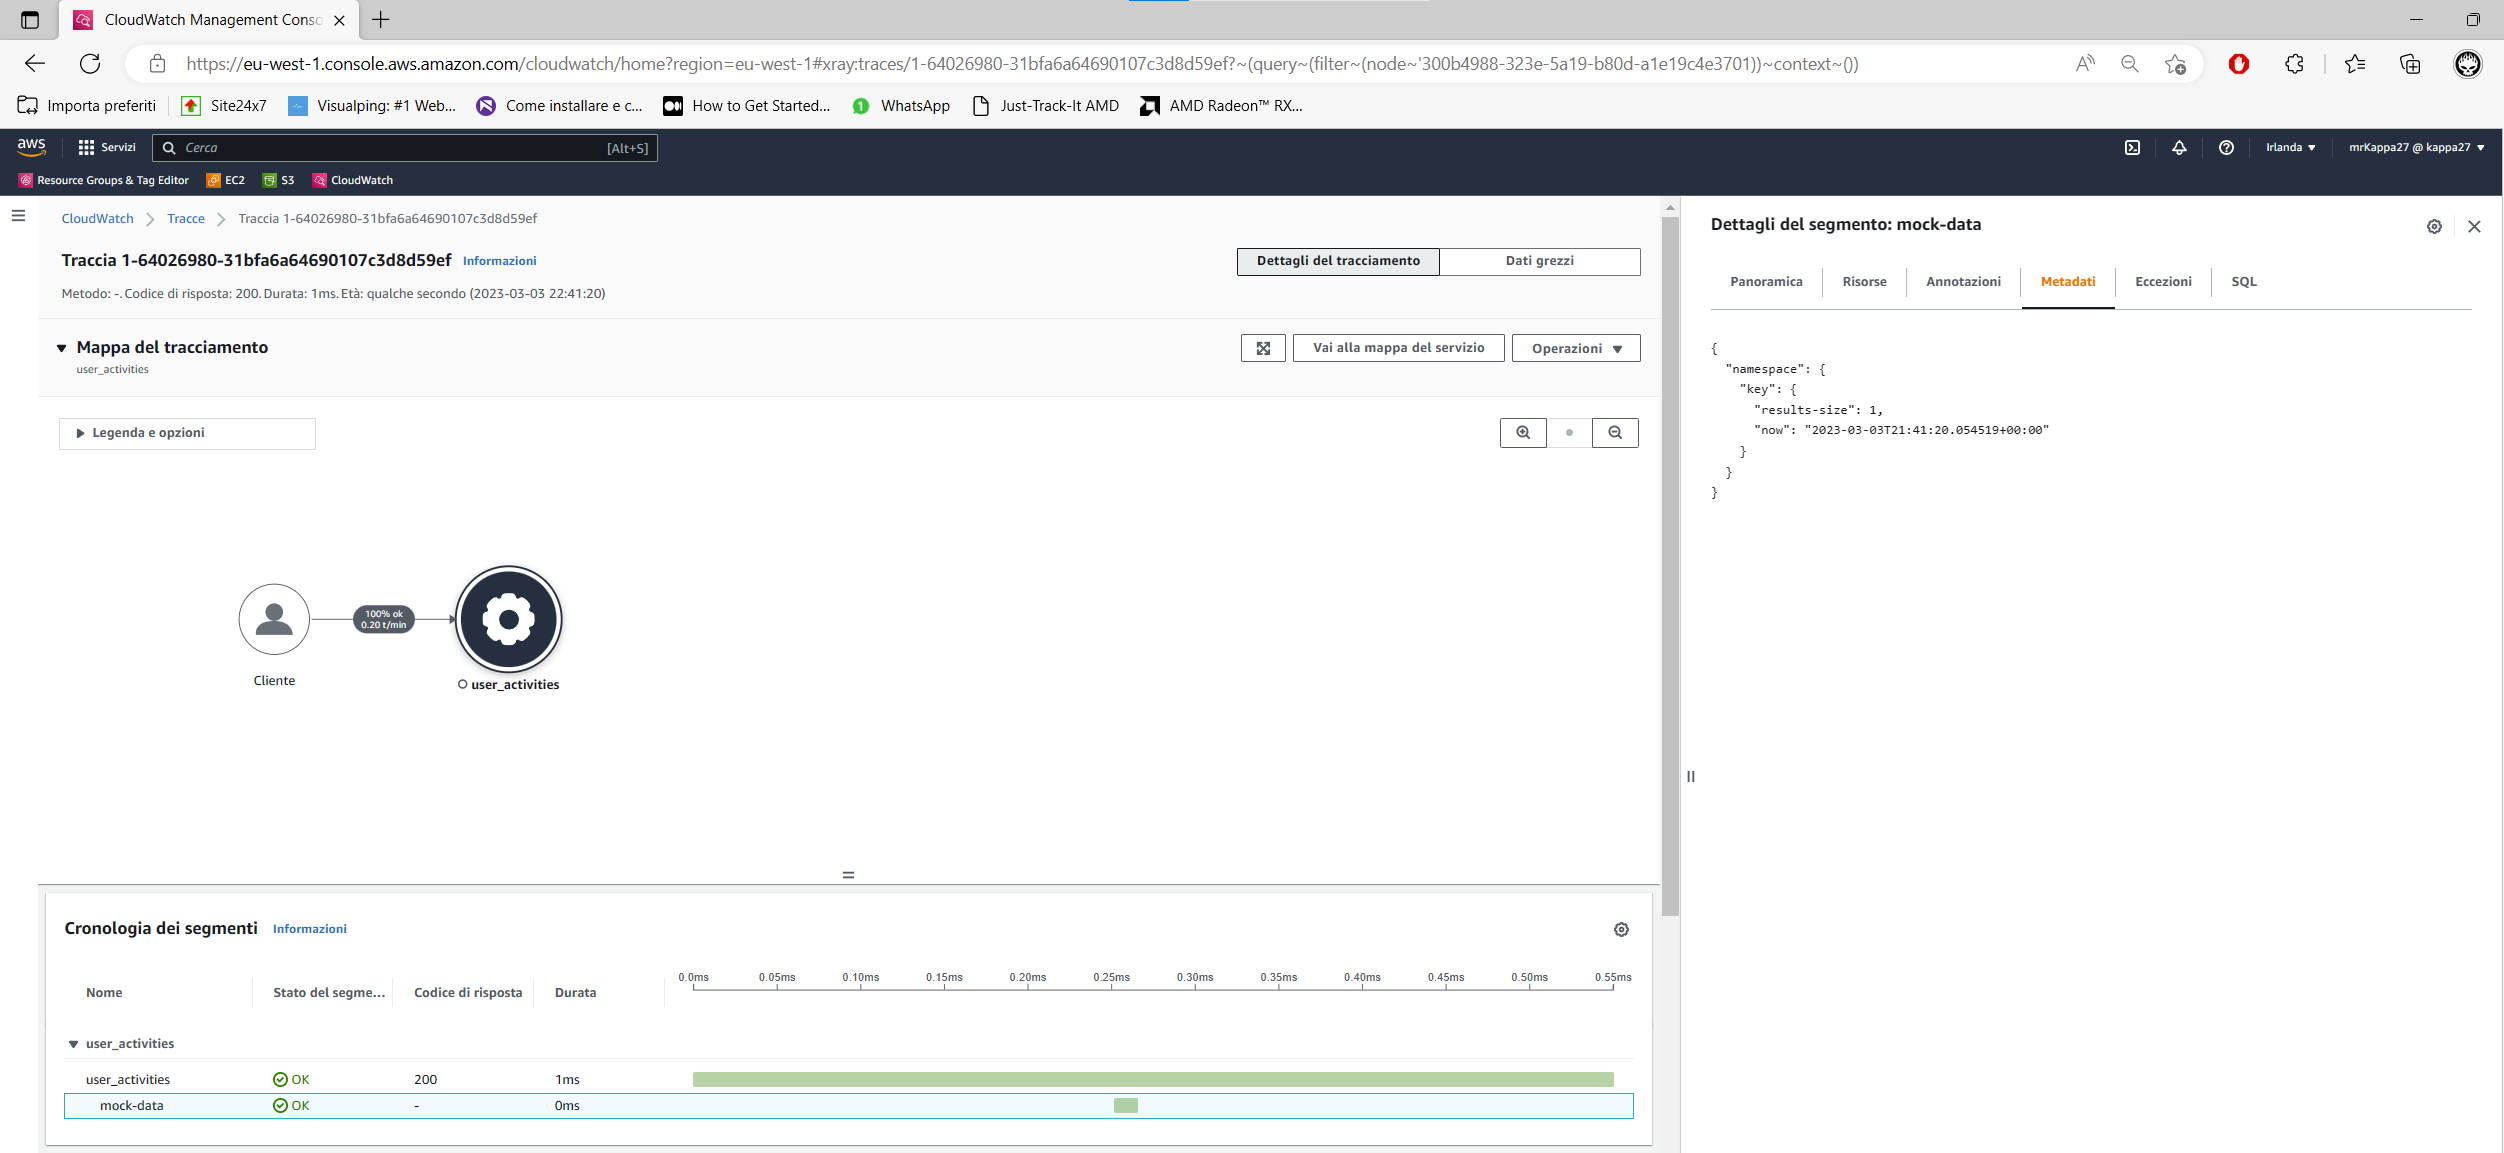 CloudWatch Management Conso
https://eu-west-1.console.aws.amazon.com/cloudwatch/home?region=eu-west-1#xray:traces/1-64026980-31bfa6a64690107c3d8d59ef?~(query~(filter~(node~'300b4988-323e-5a19-b80d-a1e19c4e3701))~context~())
Importa preferiti Site24x7 Visualping: #1 Web... Come installare e c... How to Get Started... WhatsApp Just-Track-It AMD AMD Radeon™ RX...
aws Servizi Cerca [Alt+S] Irlanda mrKappa27 @ kappa27
Resource Groups & Tag Editor EC2 S3 CloudWatch
CloudWatch Tracce Traccia 1-64026980-31bfa6a64690107c3d8d59ef
Traccia 1-64026980-31bfa6a64690107c3d8d59ef Informazioni
Dettagli del tracciamento Dati grezzi
Metodo: -. Codice di risposta: 200. Durata: 1ms. Età: qualche secondo (2023-03-03 22:41:20)
Mappa del tracciamento
user_activities
Vai alla mappa del servizio Operazioni
Legenda e opzioni
100% ok
0.20 t/min
Cliente
user_activities
Cronologia dei segmenti Informazioni
Nome Stato del segme... Codice di risposta Durata
0.0ms 0.05ms 0.10ms 0.15ms 0.20ms 0.25ms 0.30ms 0.35ms 0.40ms 0.45ms 0.50ms 0.55ms
user_activities
user_activities OK 200 1ms
mock-data OK - 0ms
Dettagli del segmento: mock-data
Panoramica Risorse Annotazioni Metadati Eccezioni SQL
{
"namespace": {
"key": {
"results-size": 1,
"now": "2023-03-03T21:41:20.054519+00:00"
}
}
}